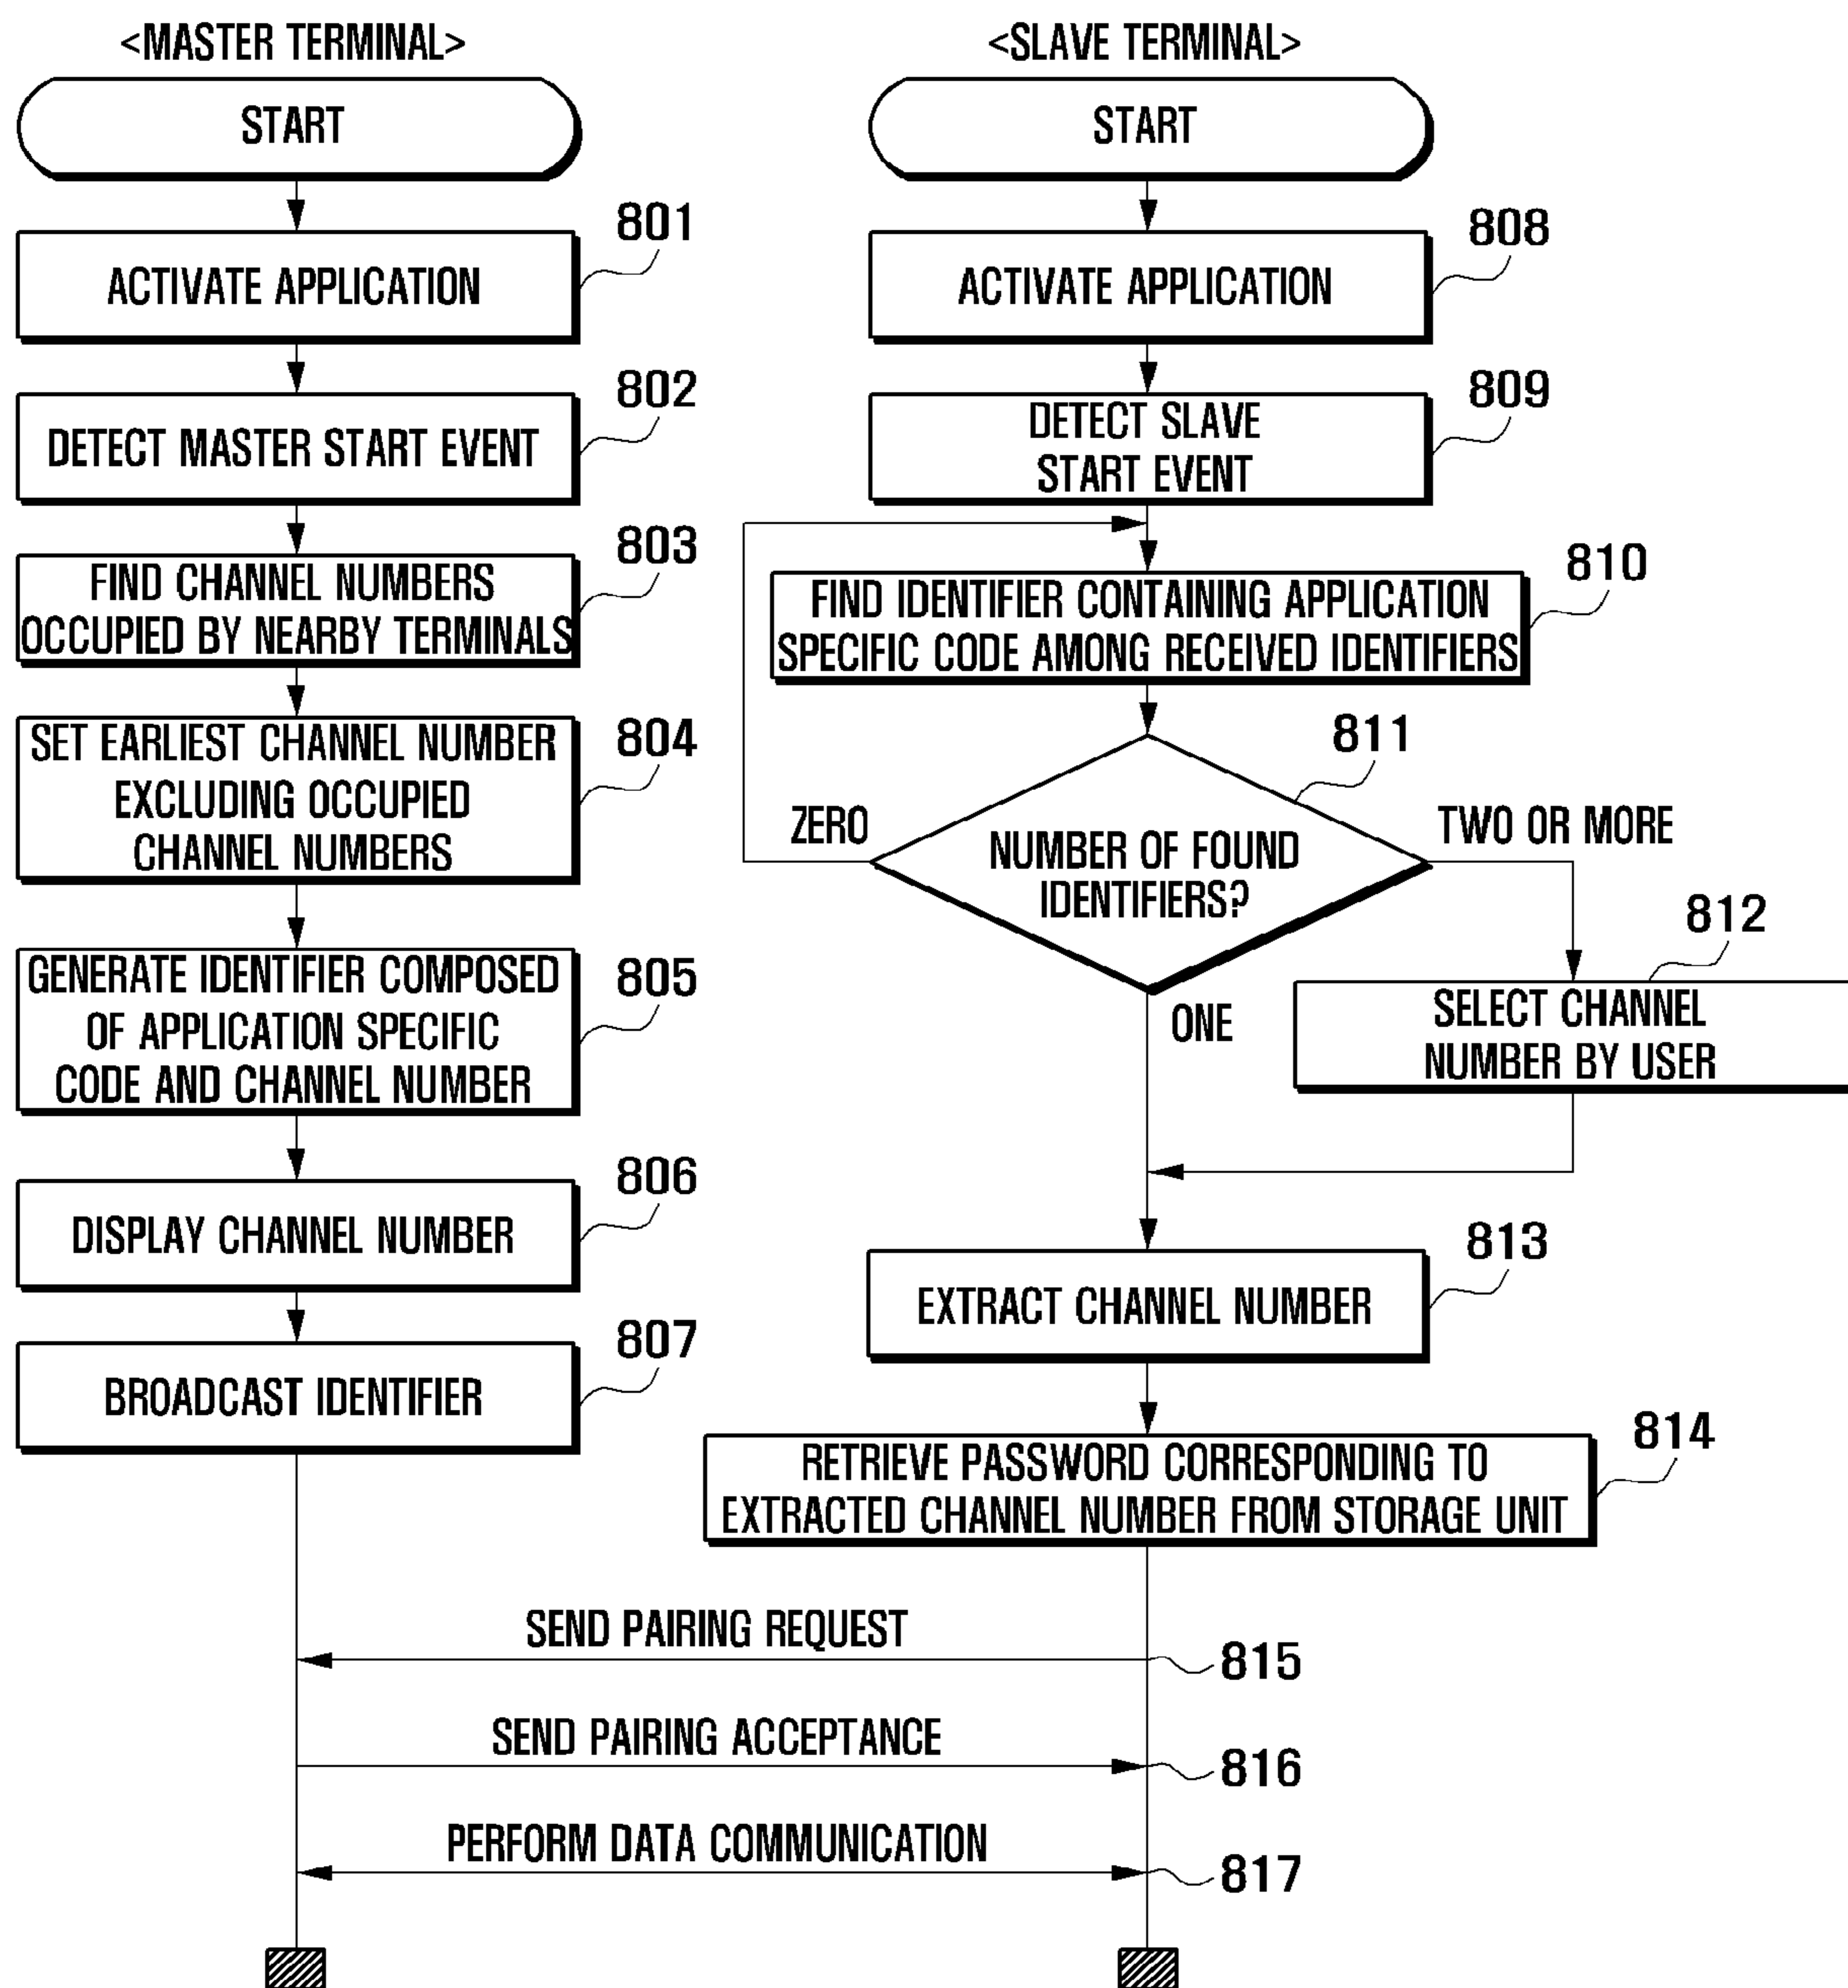 <MASTER TERMINAL>
START
801
ACTIVATE APPLICATION
802
DETECT MASTER START EVENT
803
FIND CHANNEL NUMBERS
OCCUPIED BY NEARBY TERMINALS
804
SET EARLIEST CHANNEL NUMBER
EXCLUDING OCCUPIED
CHANNEL NUMBERS
805
GENERATE IDENTIFIER COMPOSED
OF APPLICATION SPECIFIC
CODE AND CHANNEL NUMBER
806
DISPLAY CHANNEL NUMBER
807
BROADCAST IDENTIFIER
<SLAVE TERMINAL>
START
808
ACTIVATE APPLICATION
809
DETECT SLAVE
START EVENT
810
FIND IDENTIFIER CONTAINING APPLICATION
SPECIFIC CODE AMONG RECEIVED IDENTIFIERS
811
ZERO
NUMBER OF FOUND
IDENTIFIERS?
TWO OR MORE
812
ONE
SELECT CHANNEL
NUMBER BY USER
813
EXTRACT CHANNEL NUMBER
814
RETRIEVE PASSWORD CORRESPONDING TO
EXTRACTED CHANNEL NUMBER FROM STORAGE UNIT
SEND PAIRING REQUEST
815
SEND PAIRING ACCEPTANCE
816
PERFORM DATA COMMUNICATION
817